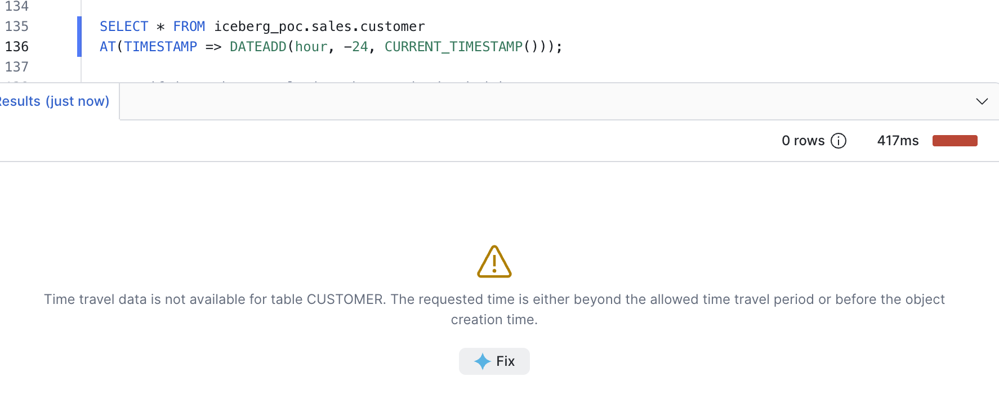 134
135 SELECT * FROM iceberg_poc.sales.customer
136 AT(TIMESTAMP => DATEADD(hour, -24, CURRENT_TIMESTAMP()));
137
Results (just now)
0 rows 417ms
Time travel data is not available for table CUSTOMER. The requested time is either beyond the allowed time travel period or before the object
creation time.
Fix